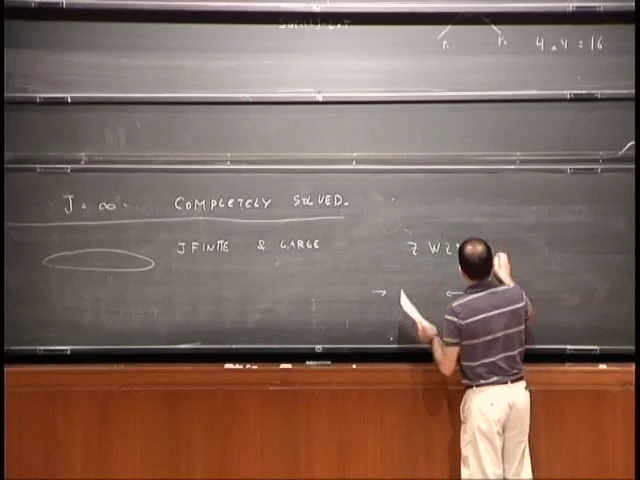 4.4 = 16
J = ∞. COMPLETELY SOLVED.
J FINITE & LARGE
Z W Z
→ ←